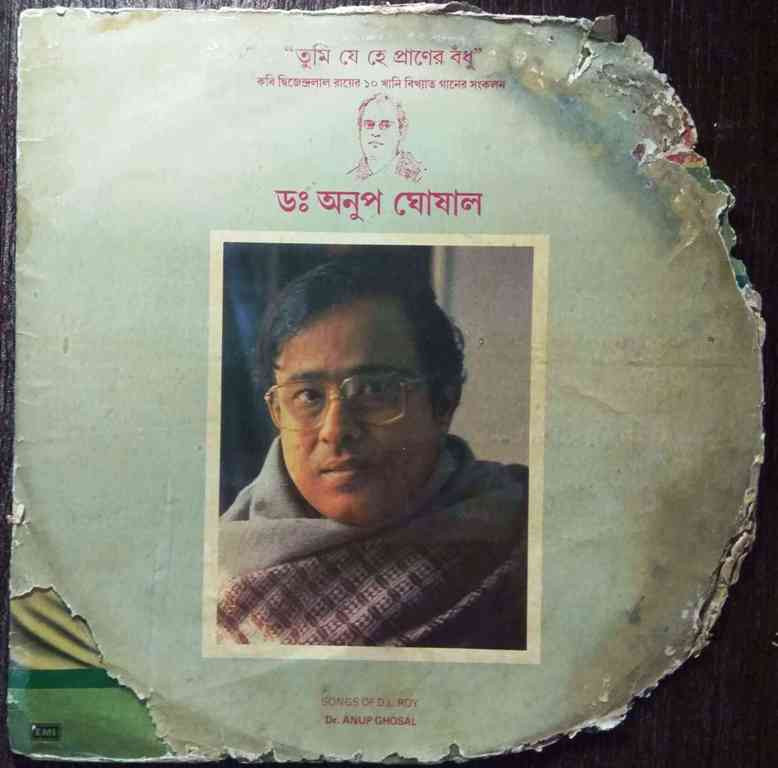 “তুমি যে হে প্রাণের বঁধু”
কবি দ্বিজেন্দ্রলাল রায়ের ১০ খানি বিখ্যাত গানের সংকলন
ডঃ অনুপ ঘোষাল
SONGS OF D.L. ROY
Dr. ANUP GHOSAL
EMI